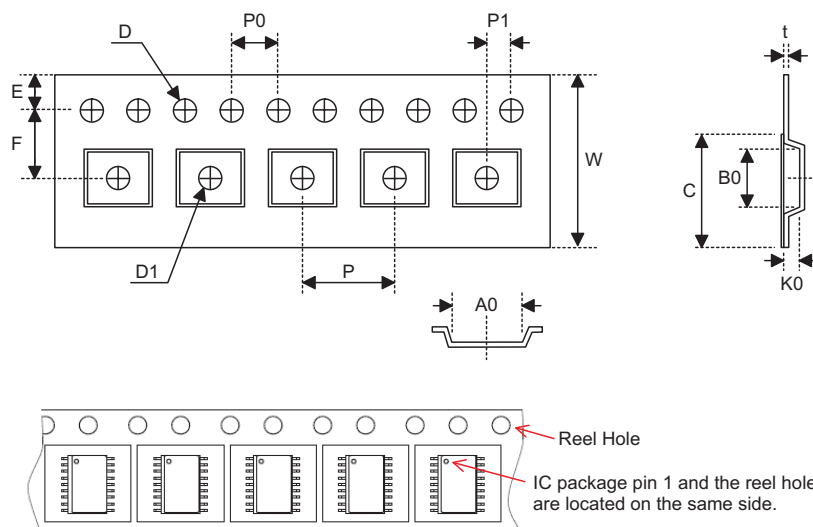 D
P0
P1
t
E
F
W
C
B0
D1
P
K0
A0
Reel Hole
IC package pin 1 and the reel hole
are located on the same side.